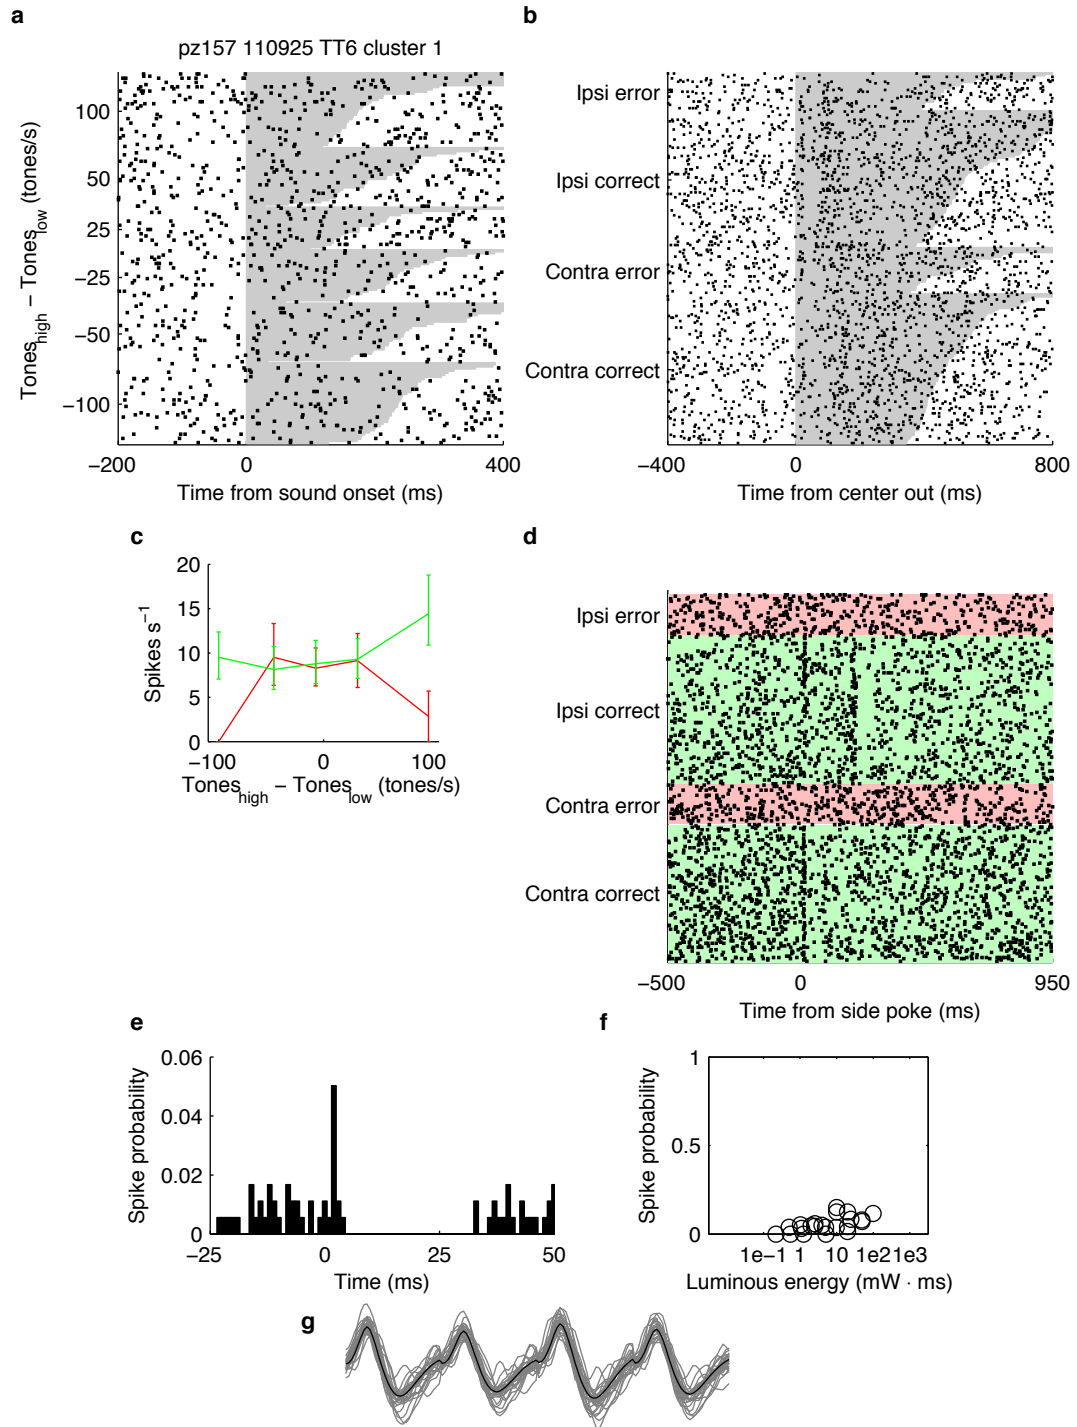 a
pz157 110925 TT6 cluster 1
100
50
25
−25
−50
−100
Tones_high − Tones_low (tones/s)
−200 0 400
Time from sound onset (ms)
b
Ipsi error
Ipsi correct
Contra error
Contra correct
−400 0 800
Time from center out (ms)
c
20
15
10
5
0
Spikes s⁻¹
−100 0 100
Tones_high − Tones_low (tones/s)
d
Ipsi error
Ipsi correct
Contra error
Contra correct
−500 0 950
Time from side poke (ms)
e
0.06
0.04
0.02
0
Spike probability
−25 0 25 50
Time (ms)
f
1
0.5
0
Spike probability
1e−1 1 10 1e2 1e3
Luminous energy (mW · ms)
g